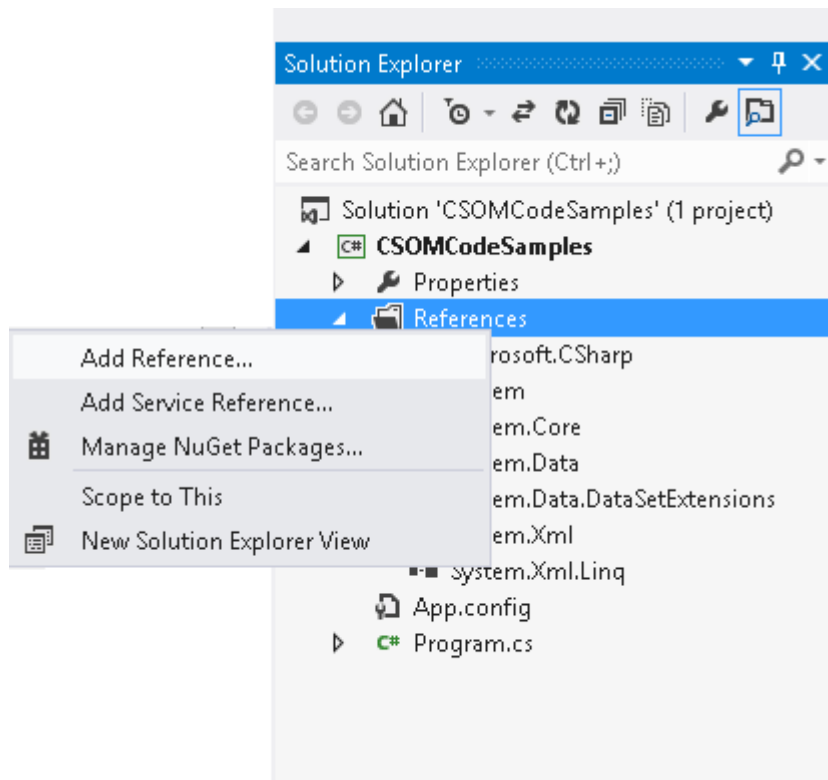 Solution Explorer
Search Solution Explorer (Ctrl+;)
Solution 'CSOMCodeSamples' (1 project)
C# CSOMCodeSamples
Properties
References
Add Reference...
rosoft.CSharp
Add Service Reference...
em
em.Core
Manage NuGet Packages...
em.Data
Scope to This
em.Data.DataSetExtensions
New Solution Explorer View
em.Xml
System.Xml.Linq
App.config
C# Program.cs